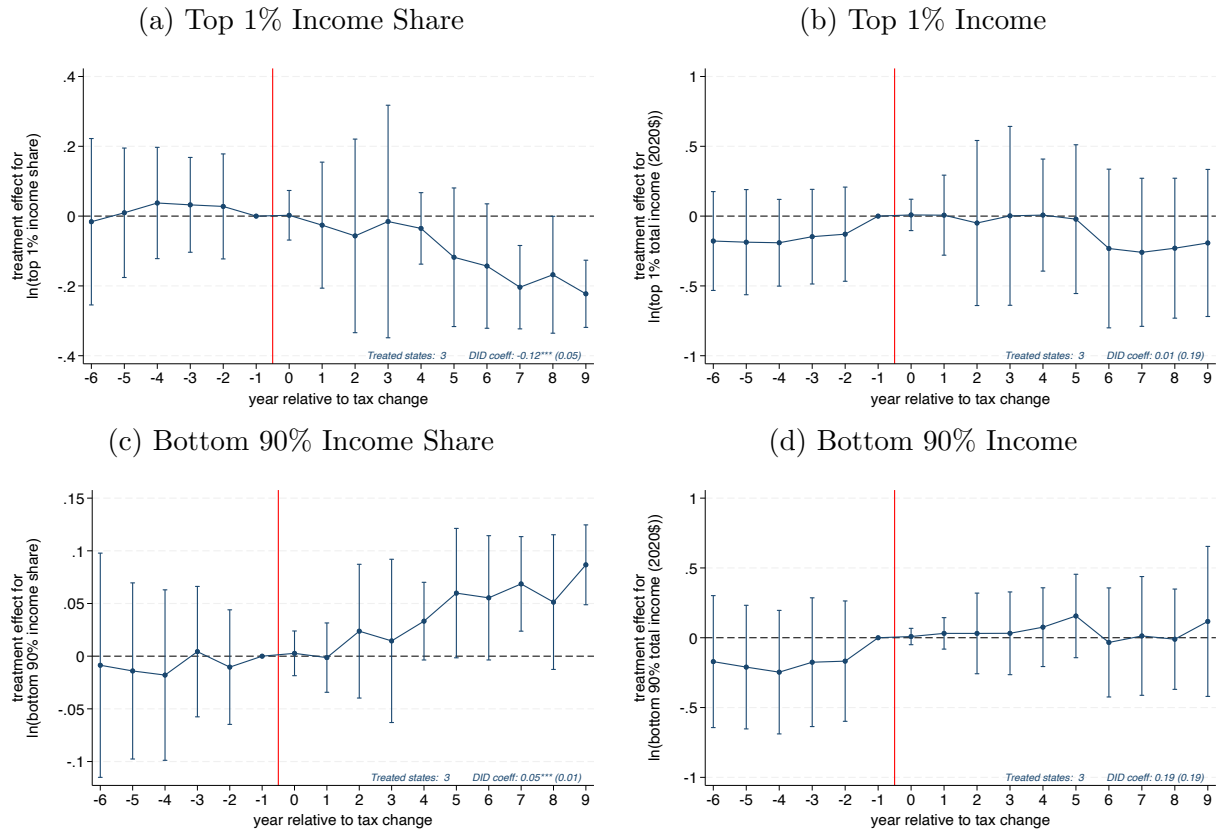 (a) Top 1% Income Share
treatment effect for
ln(top 1% income share)
.4
.2
0
-.2
-.4
Treated states: 3 DID coeff: -0.12*** (0.05)
-6 -5 -4 -3 -2 -1 0 1 2 3 4 5 6 7 8 9
year relative to tax change
(b) Top 1% Income
treatment effect for
ln(top 1% total income (2020$))
1
.5
0
-.5
-1
Treated states: 3 DID coeff: 0.01 (0.19)
-6 -5 -4 -3 -2 -1 0 1 2 3 4 5 6 7 8 9
year relative to tax change
(c) Bottom 90% Income Share
treatment effect for
ln(bottom 90% income share)
.15
.1
.05
0
-.05
-.1
Treated states: 3 DID coeff: 0.05*** (0.01)
-6 -5 -4 -3 -2 -1 0 1 2 3 4 5 6 7 8 9
year relative to tax change
(d) Bottom 90% Income
treatment effect for
ln(bottom 90% total income (2020$))
1
.5
0
-.5
-1
Treated states: 3 DID coeff: 0.19 (0.19)
-6 -5 -4 -3 -2 -1 0 1 2 3 4 5 6 7 8 9
year relative to tax change